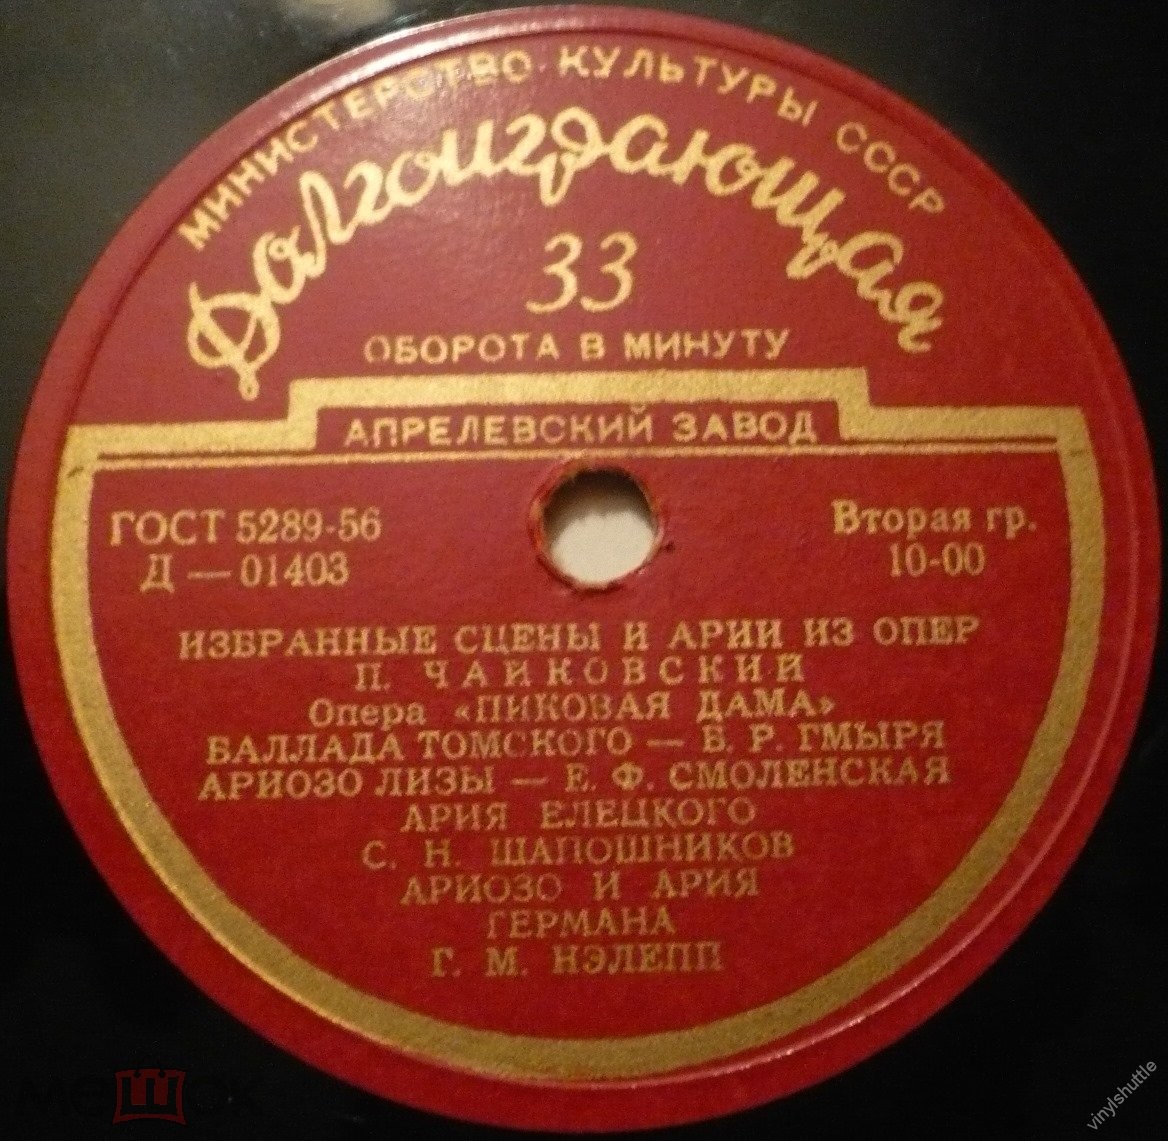 МИНИСТЕРСТВО КУЛЬТУРЫ СССР
Долгоиграющая
33
ОБОРОТА В МИНУТУ
АПРЕЛЕВСКИЙ ЗАВОД
ГОСТ 5289-56
Д — 01403
Вторая гр.
10-00
ИЗБРАННЫЕ СЦЕНЫ И АРИИ ИЗ ОПЕР
П. ЧАЙКОВСКИЙ
Опера «ПИКОВАЯ ДАМА»
БАЛЛАДА ТОМСКОГО — Б. Р. ГМЫРЯ
АРИОЗО ЛИЗЫ — Е. Ф. СМОЛЕНСКАЯ
АРИЯ ЕЛЕЦКОГО
С. Н. ШАПОШНИКОВ
АРИОЗО И АРИЯ
ГЕРМАНА
Г. М. НЭЛЕПП
мешок
vinylshuttle